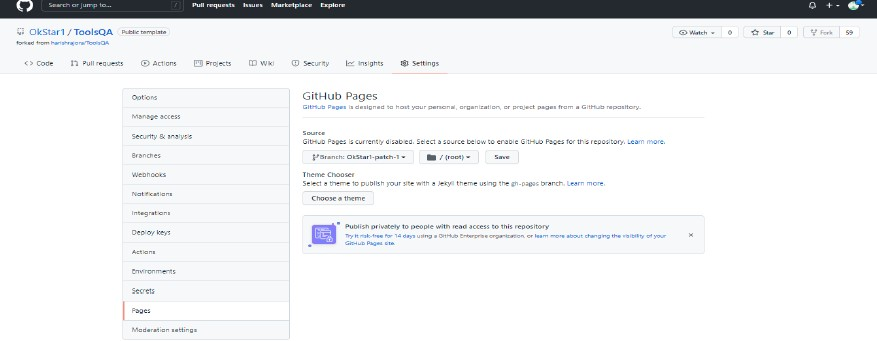 Search or jump to... / Pull requests Issues Marketplace Explore
OkStar1 / ToolsQA Public template
forked from harishrajora/ToolsQA
Watch 0 Star 0 Fork 59
Code Pull requests Actions Projects Wiki Security Insights Settings
Options
Manage access
Security & analysis
Branches
Webhooks
Notifications
Integrations
Deploy keys
Actions
Environments
Secrets
Pages
Moderation settings
GitHub Pages
GitHub Pages is designed to host your personal, organization, or project pages from a GitHub repository.
Source
GitHub Pages is currently disabled. Select a source below to enable GitHub Pages for this repository. Learn more.
Branch: OkStar1-patch-1 / (root) Save
Theme Chooser
Select a theme to publish your site with a Jekyll theme using the gh-pages branch. Learn more.
Choose a theme
Publish privately to people with read access to this repository
Try it risk-free for 14 days using a GitHub Enterprise organization, or learn more about changing the visibility of your
GitHub Pages site.